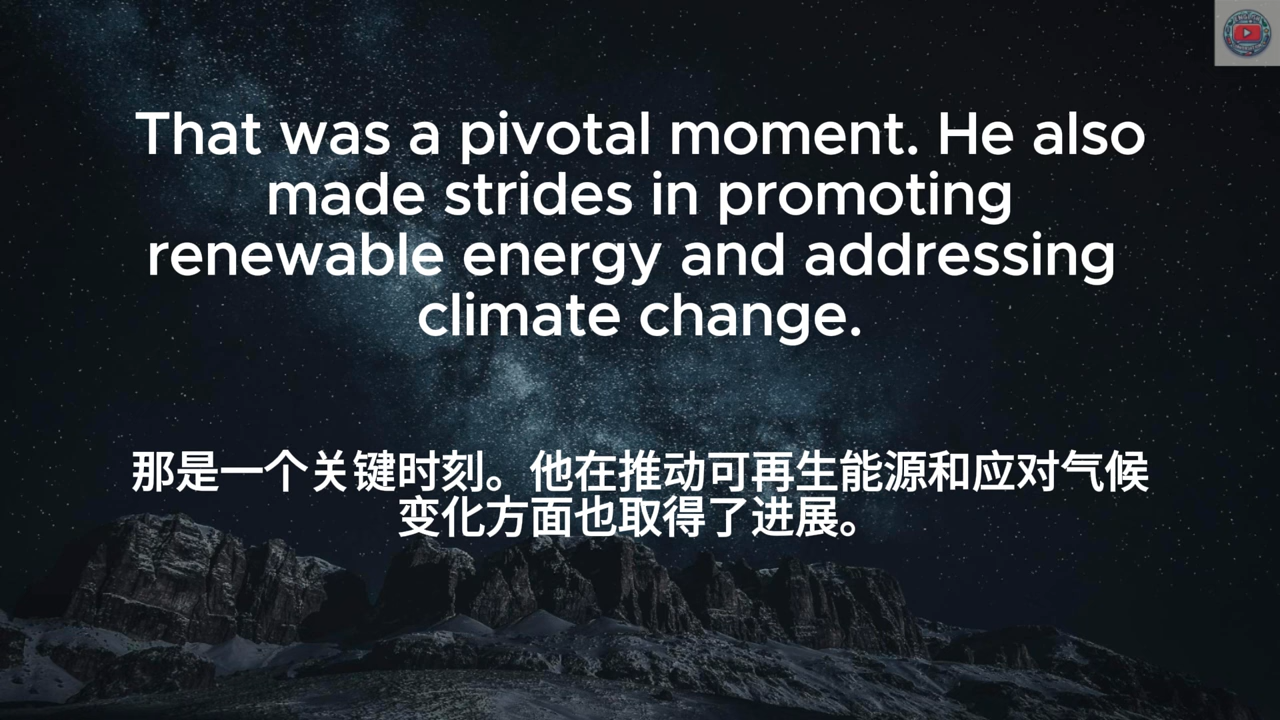 That was a pivotal moment. He also
made strides in promoting
renewable energy and addressing
climate change.
那是一个关键时刻。他在推动可再生能源和应对气候
变化方面也取得了进展。